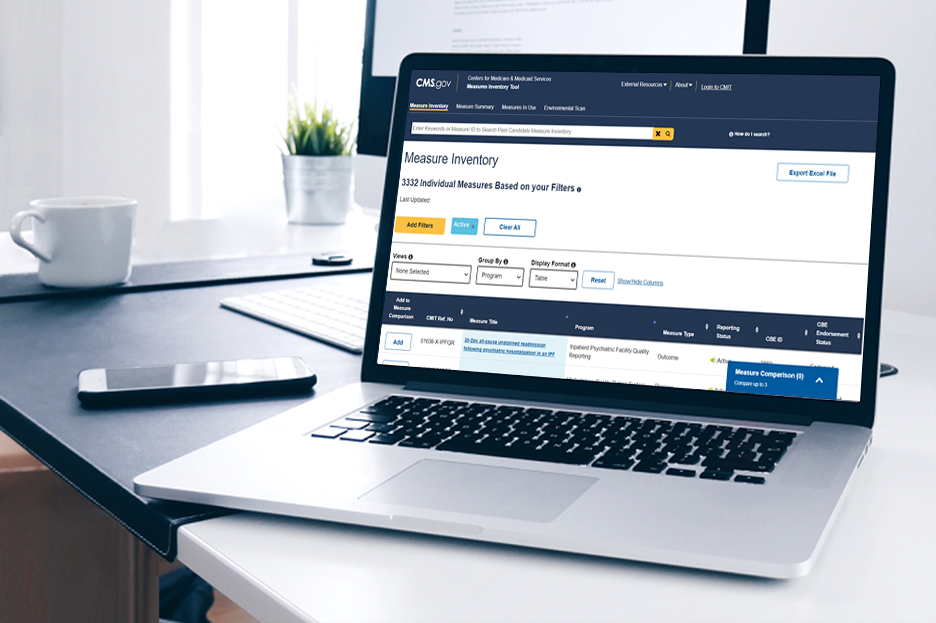 CMS.gov
Centers for Medicare & Medicaid Services
Measures Inventory Tool
External Resources
About
Login to CMIT
Measure Inventory
Measure Summary
Measures in Use
Environmental Scan
Enter Keywords or Measure ID to Search Past Candidate Measure Inventory
How do I search?
Measure Inventory
Export Excel File
3332 Individual Measures Based on your Filters
Last Updated:
Add Filters
Active x
Clear All
Views
Group By
Display Format
None Selected
Program
Table
Reset
Show/Hide Columns
Add to
Measure
Comparison
CMIT Ref. No
Measure Title
Program
Measure Type
Reporting
Status
CBE ID
CBE
Endorsement
Status
Add
01636-X-IPFQR
30-Day all-cause unplanned readmission
following psychiatric hospitalization in an IPF
Inpatient Psychiatric Facility Quality
Reporting
Outcome
Measure Comparison (0)
Compare up to 3